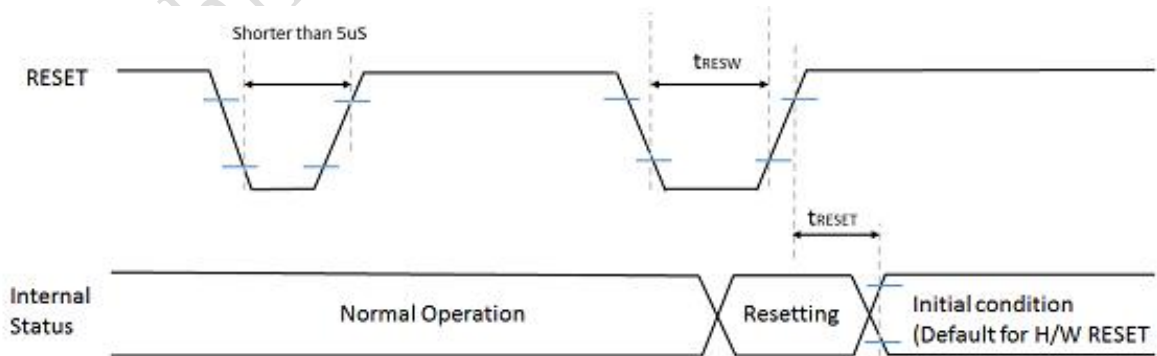 Shorter than 5uS
RESET
tRESW
tRESET
Internal
Status
Normal Operation
Resetting
Initial condition
(Default for H/W RESET